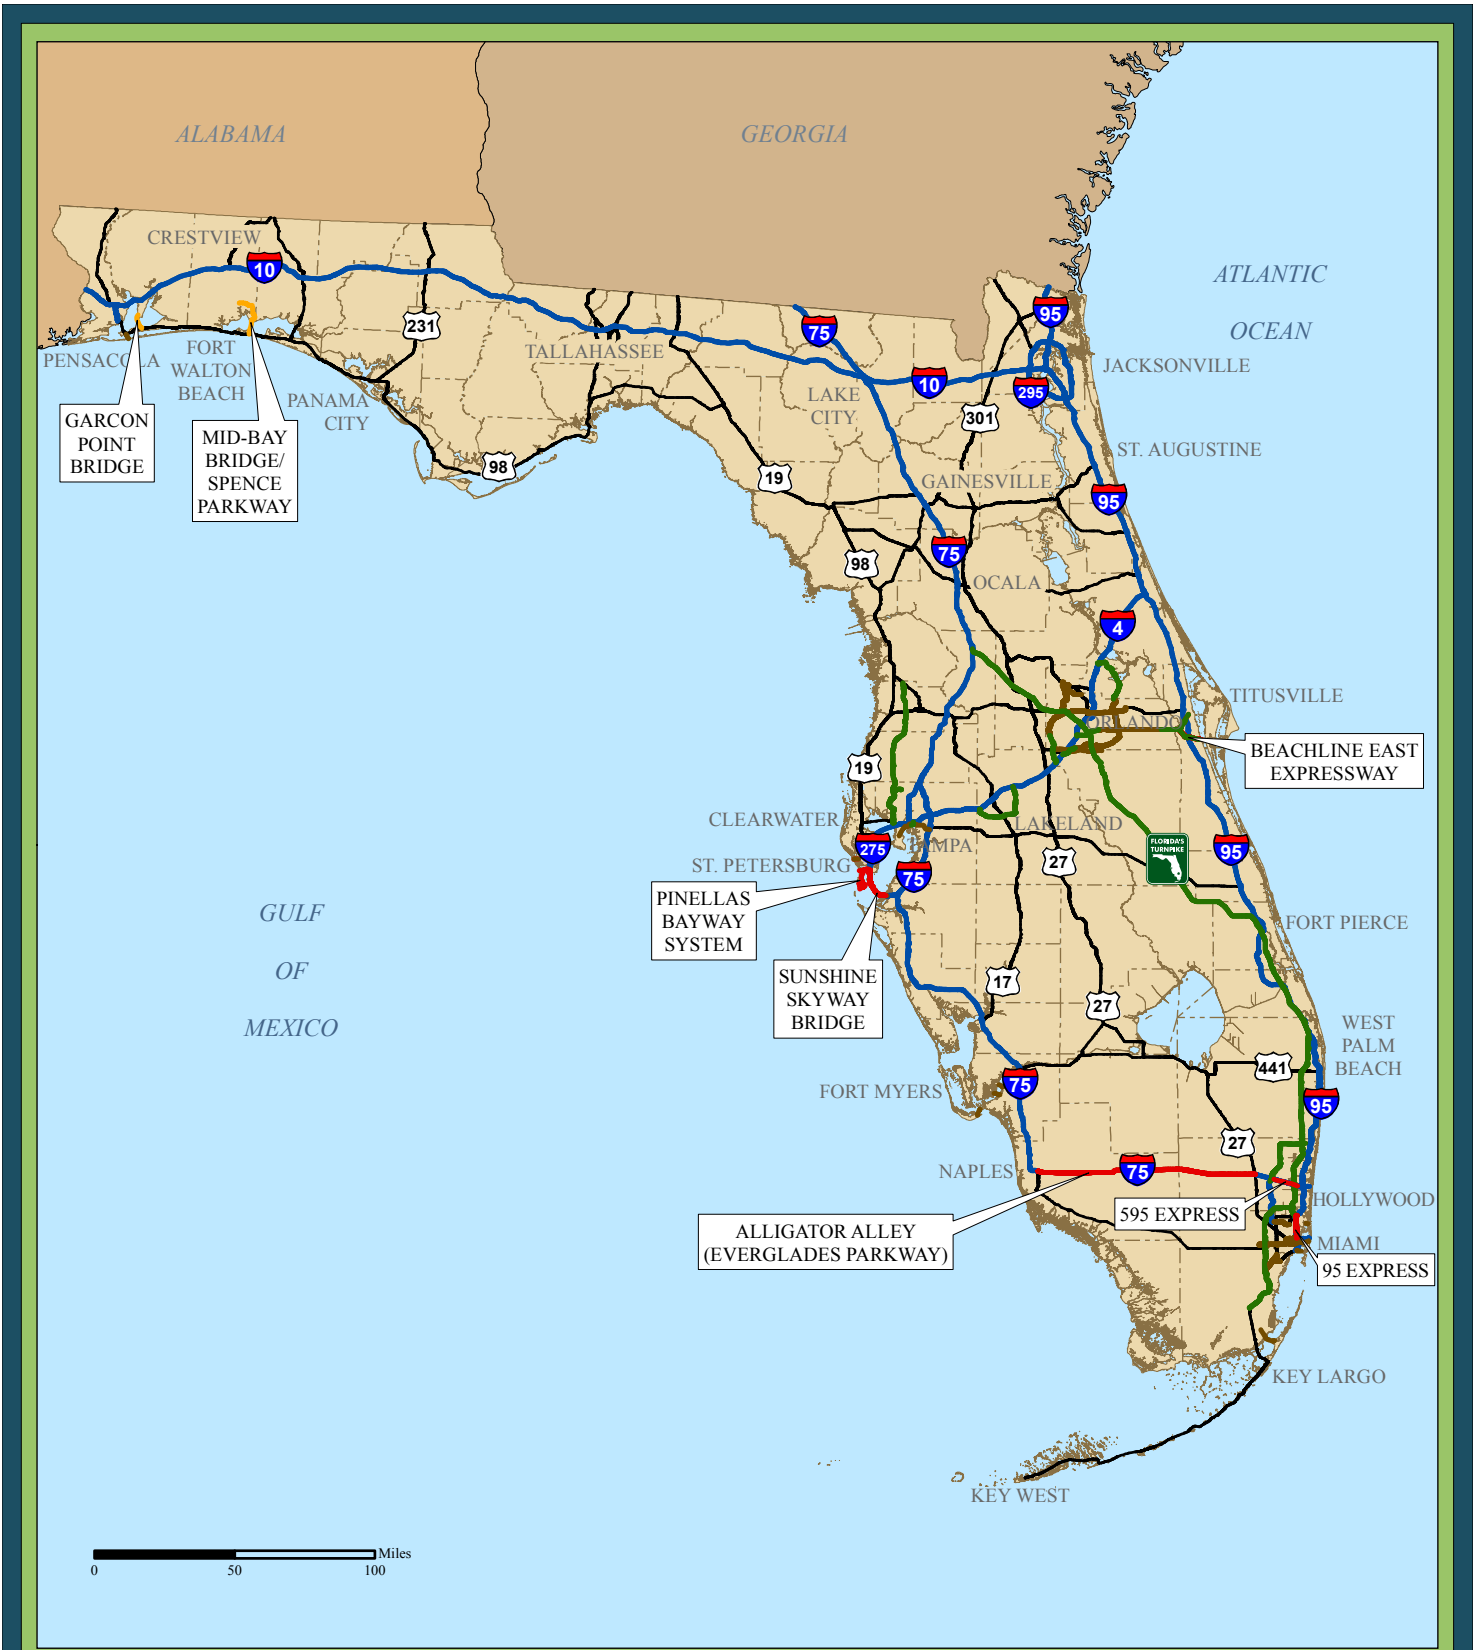 ALABAMA
GEORGIA
CRESTVIEW
10
231
PENSACOLA
FORT
WALTON
BEACH
PANAMA
CITY
GARCON
POINT
BRIDGE
MID-BAY
BRIDGE/
SPENCE
PARKWAY
98
TALLAHASSEE
75
LAKE
CITY
10
19
301
295
95
JACKSONVILLE
ATLANTIC
OCEAN
ST. AUGUSTINE
GAINESVILLE
95
75
98
OCALA
4
TITUSVILLE
ORLANDO
BEACHLINE EAST
EXPRESSWAY
19
CLEARWATER
LAKELAND
TAMPA
275
ST. PETERSBURG
75
27
FLORIDA'S
TURNPIKE
95
PINELLAS
BAYWAY
SYSTEM
SUNSHINE
SKYWAY
BRIDGE
GULF
OF
MEXICO
FORT PIERCE
17
27
WEST
PALM
BEACH
441
FORT MYERS
75
95
27
NAPLES
75
595 EXPRESS
HOLLYWOOD
ALLIGATOR ALLEY
(EVERGLADES PARKWAY)
MIAMI
95 EXPRESS
KEY LARGO
KEY WEST
Miles
0 50 100